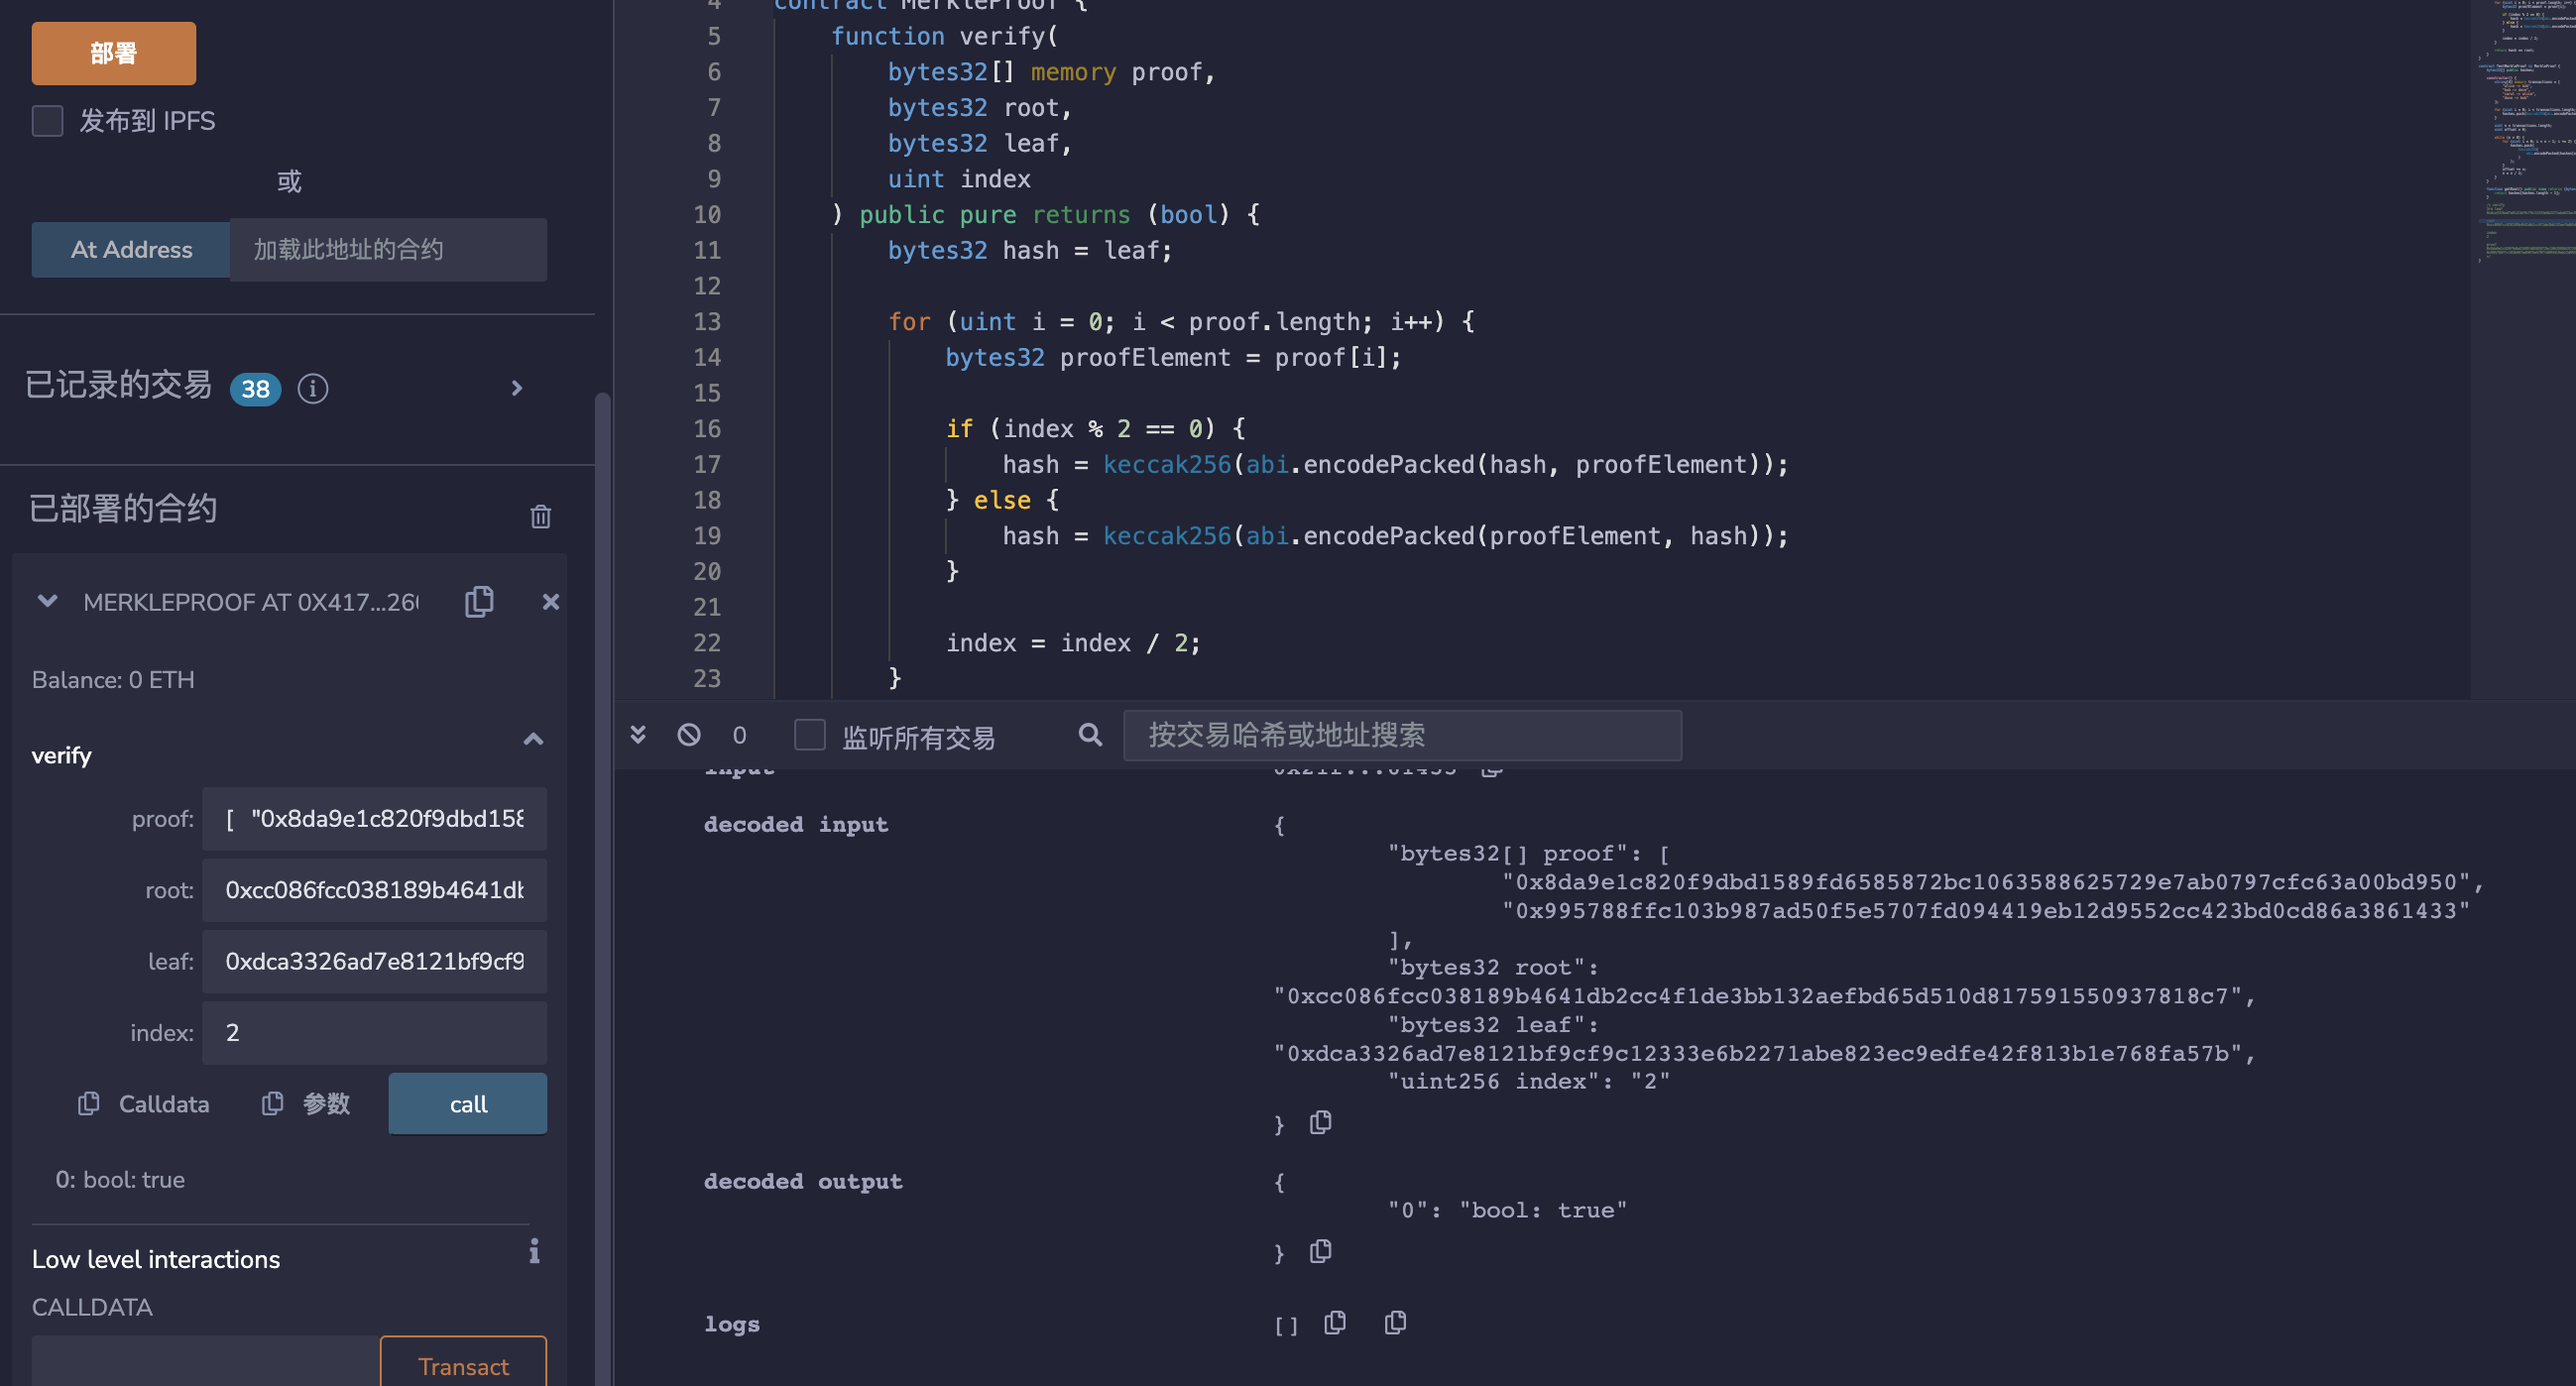 部署
发布到 IPFS
或
At Address 加载此地址的合约
已记录的交易 38
已部署的合约
MERKLEPROOF AT 0X417...26
Balance: 0 ETH
verify
proof: [ "0x8da9e1c820f9dbd158
root: 0xcc086fcc038189b4641db
leaf: 0xdca3326ad7e8121bf9cf9
index: 2
Calldata 参数 call
0: bool: true
Low level interactions
CALLDATA
Transact
4 contract MerkleProof {
5 function verify(
6 bytes32[] memory proof,
7 bytes32 root,
8 bytes32 leaf,
9 uint index
10 ) public pure returns (bool) {
11 bytes32 hash = leaf;
12
13 for (uint i = 0; i < proof.length; i++) {
14 bytes32 proofElement = proof[i];
15
16 if (index % 2 == 0) {
17 hash = keccak256(abi.encodePacked(hash, proofElement));
18 } else {
19 hash = keccak256(abi.encodePacked(proofElement, hash));
20 }
21
22 index = index / 2;
23 }
0 监听所有交易 按交易哈希或地址搜索
input 0x2ff...61433
decoded input {
"bytes32[] proof": [
"0x8da9e1c820f9dbd1589fd6585872bc1063588625729e7ab0797cfc63a00bd950",
"0x995788ffc103b987ad50f5e5707fd094419eb12d9552cc423bd0cd86a3861433"
],
"bytes32 root":
"0xcc086fcc038189b4641db2cc4f1de3bb132aefbd65d510d817591550937818c7",
"bytes32 leaf":
"0xdca3326ad7e8121bf9cf9c12333e6b2271abe823ec9edfe42f813b1e768fa57b",
"uint256 index": "2"
}
decoded output {
"0": "bool: true"
}
logs []